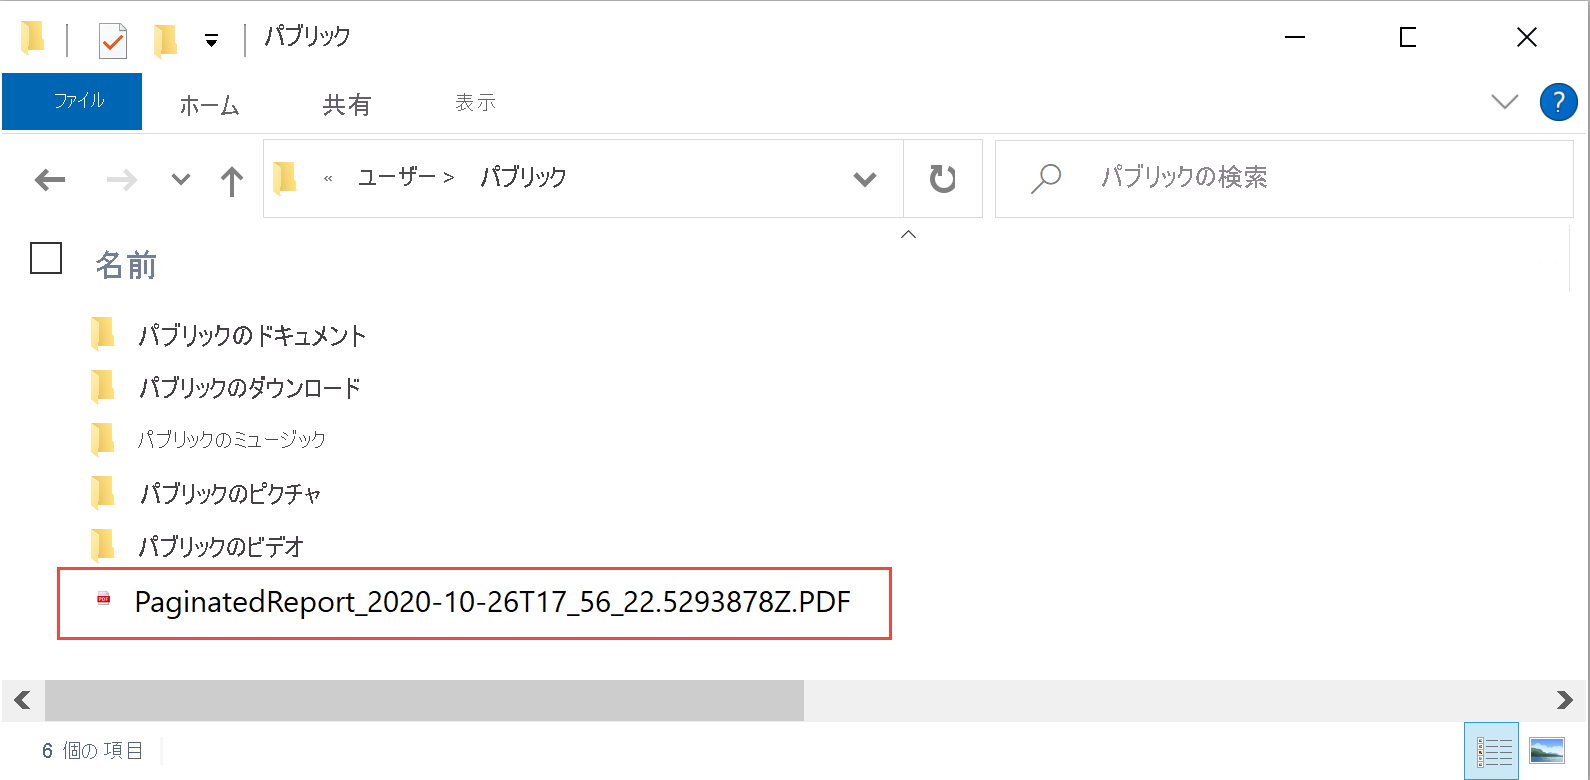 パブリック
ファイル ホーム 共有 表示 ?
« ユーザー > パブリック パブリックの検索
名前
パブリックのドキュメント
パブリックのダウンロード
パブリックのミュージック
パブリックのピクチャ
パブリックのビデオ
PDF PaginatedReport_2020-10-26T17_56_22.5293878Z.PDF
6 個の項目